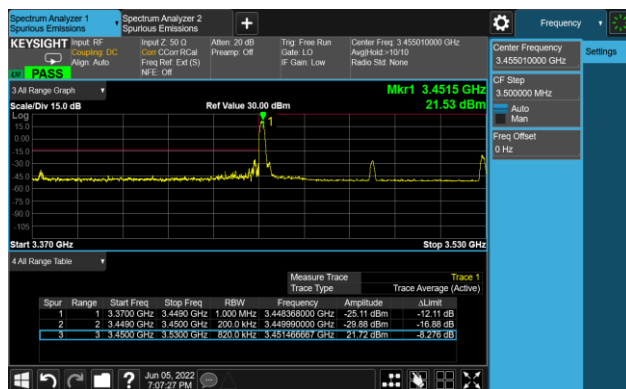 Spectrum Analyzer 1
Spurious Emissions
Spectrum Analyzer 2
Spurious Emissions
Frequency
KEYSIGHT
Input: RF
Coupling: DC
Align: Auto
Input Z: 50 Ω
Corr CCorr RCal
Freq Ref: Ext (S)
NFE: Off
Atten: 20 dB
Preamp: Off
Trig: Free Run
Gate: LO
IF Gain: Low
Center Freq: 3.455010000 GHz
Avg|Hold:>10/10
Radio Std: None
PASS
Center Frequency
3.455010000 GHz
Settings
CF Step
3.500000 MHz
Auto
Man
Freq Offset
0 Hz
3 All Range Graph
Mkr1 3.4515 GHz
Scale/Div 15.0 dB
Ref Value 30.00 dBm
21.53 dBm
Log
15.0
0.00
-15.0
-30.0
-45.0
-60.0
-75.0
-90.0
-105
1
Start 3.370 GHz
Stop 3.530 GHz
4 All Range Table
Measure Trace Trace 1
Trace Type Trace Average (Active)
Spur Range Start Freq Stop Freq RBW Frequency Amplitude ΔLimit
1 1 3.3700 GHz 3.4490 GHz 1.000 MHz 3.448368000 GHz -25.11 dBm -12.11 dB
2 2 3.4490 GHz 3.4500 GHz 200.0 kHz 3.449990000 GHz -29.88 dBm -16.88 dB
3 3 3.4500 GHz 3.5300 GHz 820.0 kHz 3.451466667 GHz 21.72 dBm -8.276 dB
Jun 05, 2022
7:07:27 PM